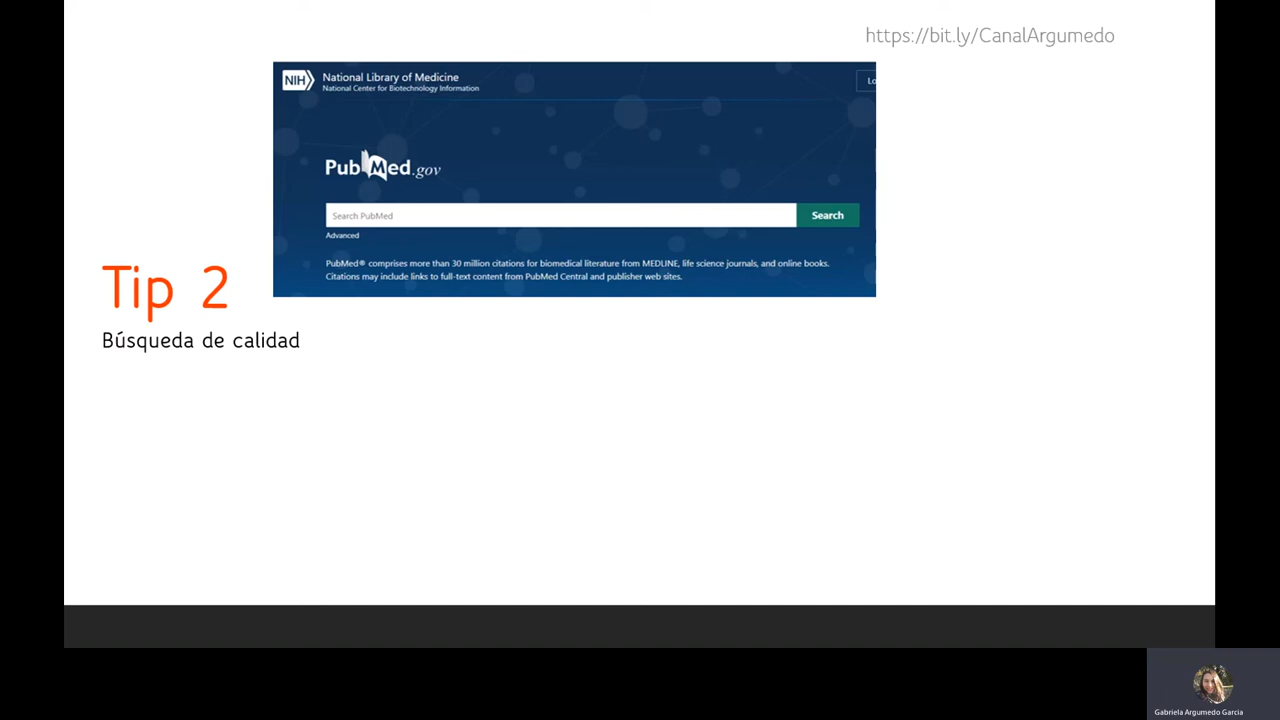 https://bit.ly/CanalArgumedo
NIH
National Library of Medicine
National Center for Biotechnology Information
Lo
PubMed.gov
Search PubMed
Search
Advanced
PubMed® comprises more than 30 million citations for biomedical literature from MEDLINE, life science journals, and online books.
Citations may include links to full-text content from PubMed Central and publisher web sites.
Tip 2
Búsqueda de calidad
Gabriela Argumedo Garcia